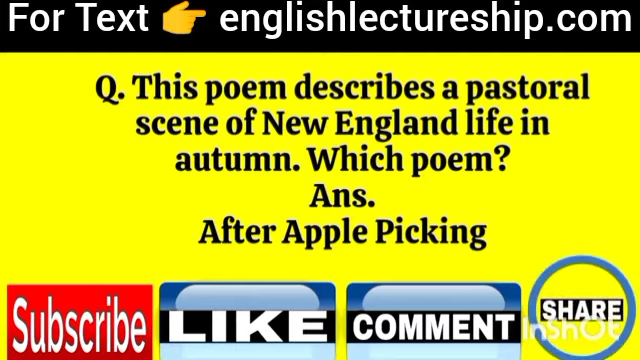 For Text 👉 englishlectureship.com
Q. This poem describes a pastoral
scene of New England life in
autumn. Which poem?
Ans.
After Apple Picking
Subscribe
LIKE
COMMENT
SHARE
InShOt